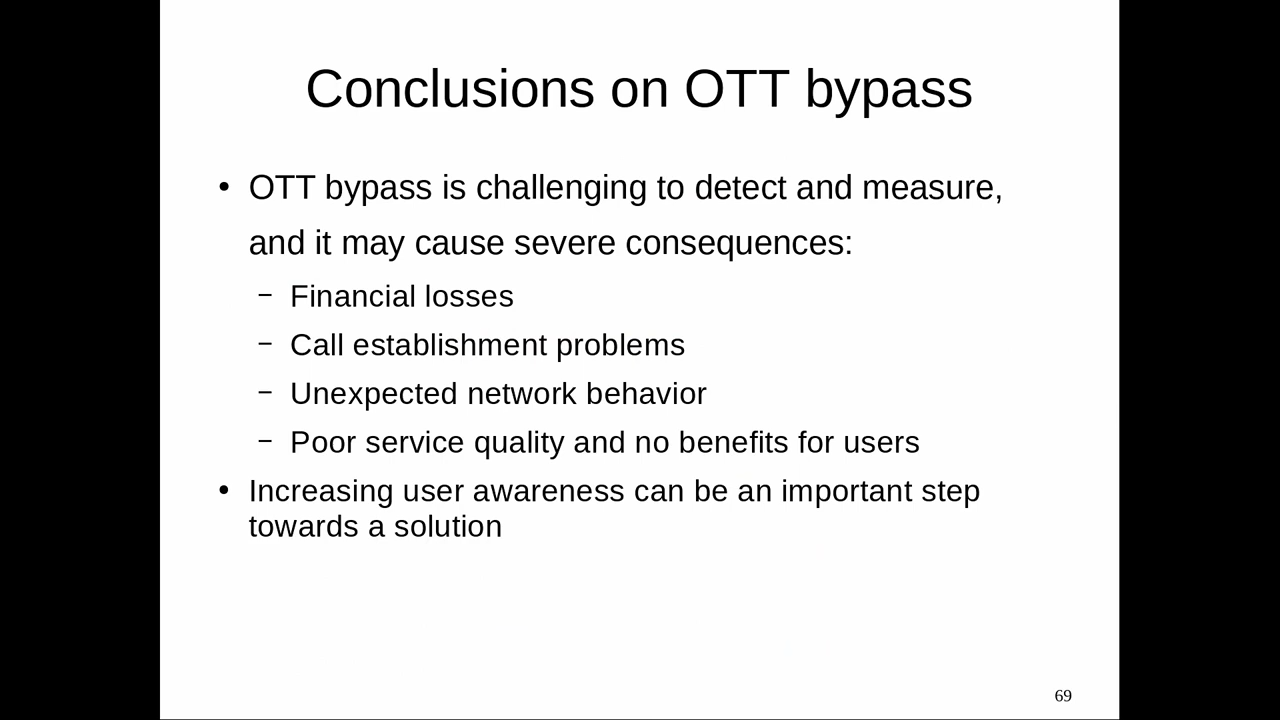 Conclusions on OTT bypass
• OTT bypass is challenging to detect and measure,
and it may cause severe consequences:
– Financial losses
– Call establishment problems
– Unexpected network behavior
– Poor service quality and no benefits for users
• Increasing user awareness can be an important step
towards a solution
69